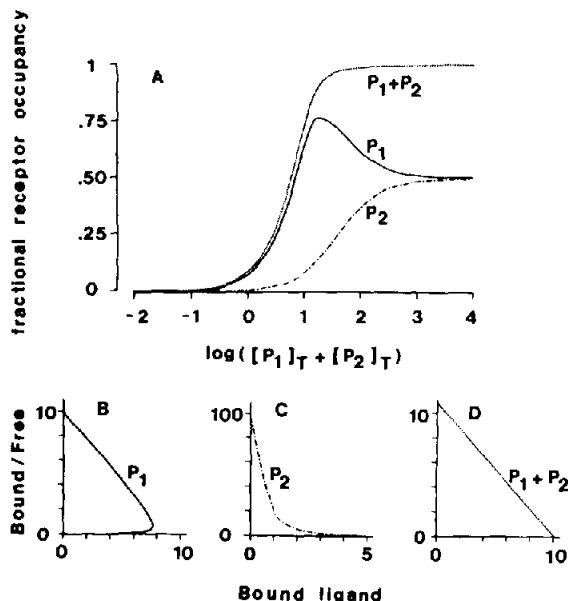 fractional receptor occupancy
1
.75
.50
.25
0
A
P1+P2
P1
P2
-2 -1 0 1 2 3 4
log([P1]T + [P2]T)
Bound/Free
10
0
B
P1
0 10
100
0
C
P2
0 5
10
0
D
P1 + P2
0 10
Bound ligand